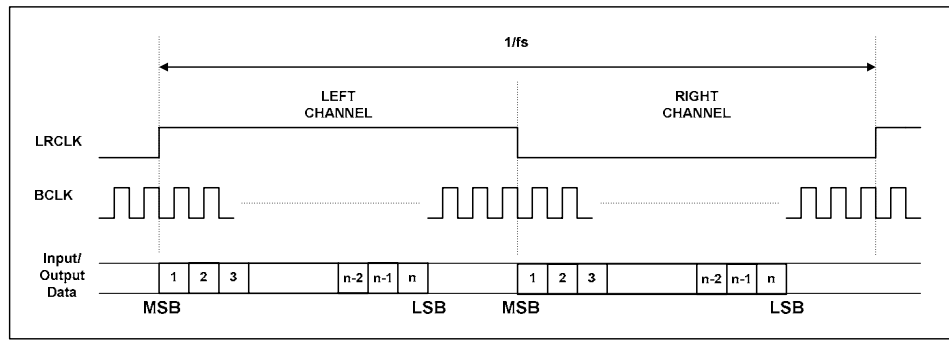 1/fs
LEFT
CHANNEL
RIGHT
CHANNEL
LRCLK
BCLK
Input/
Output
Data
1 2 3 n-2 n-1 n 1 2 3 n-2 n-1 n
MSB LSB MSB LSB